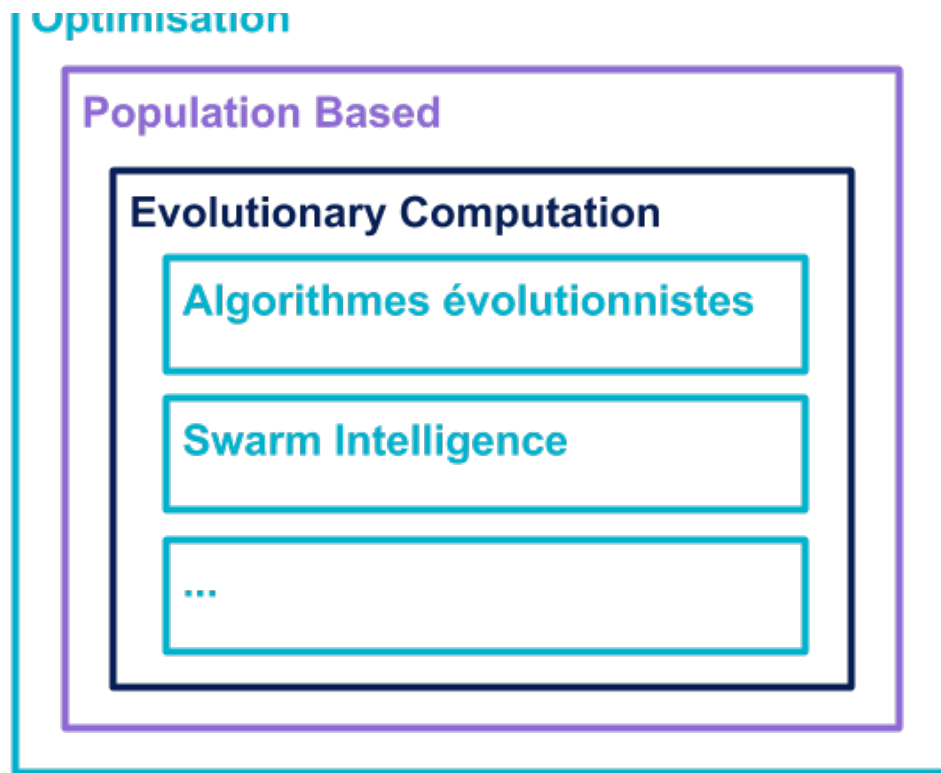 Optimisation
Population Based
Evolutionary Computation
Algorithmes évolutionnistes
Swarm Intelligence
...